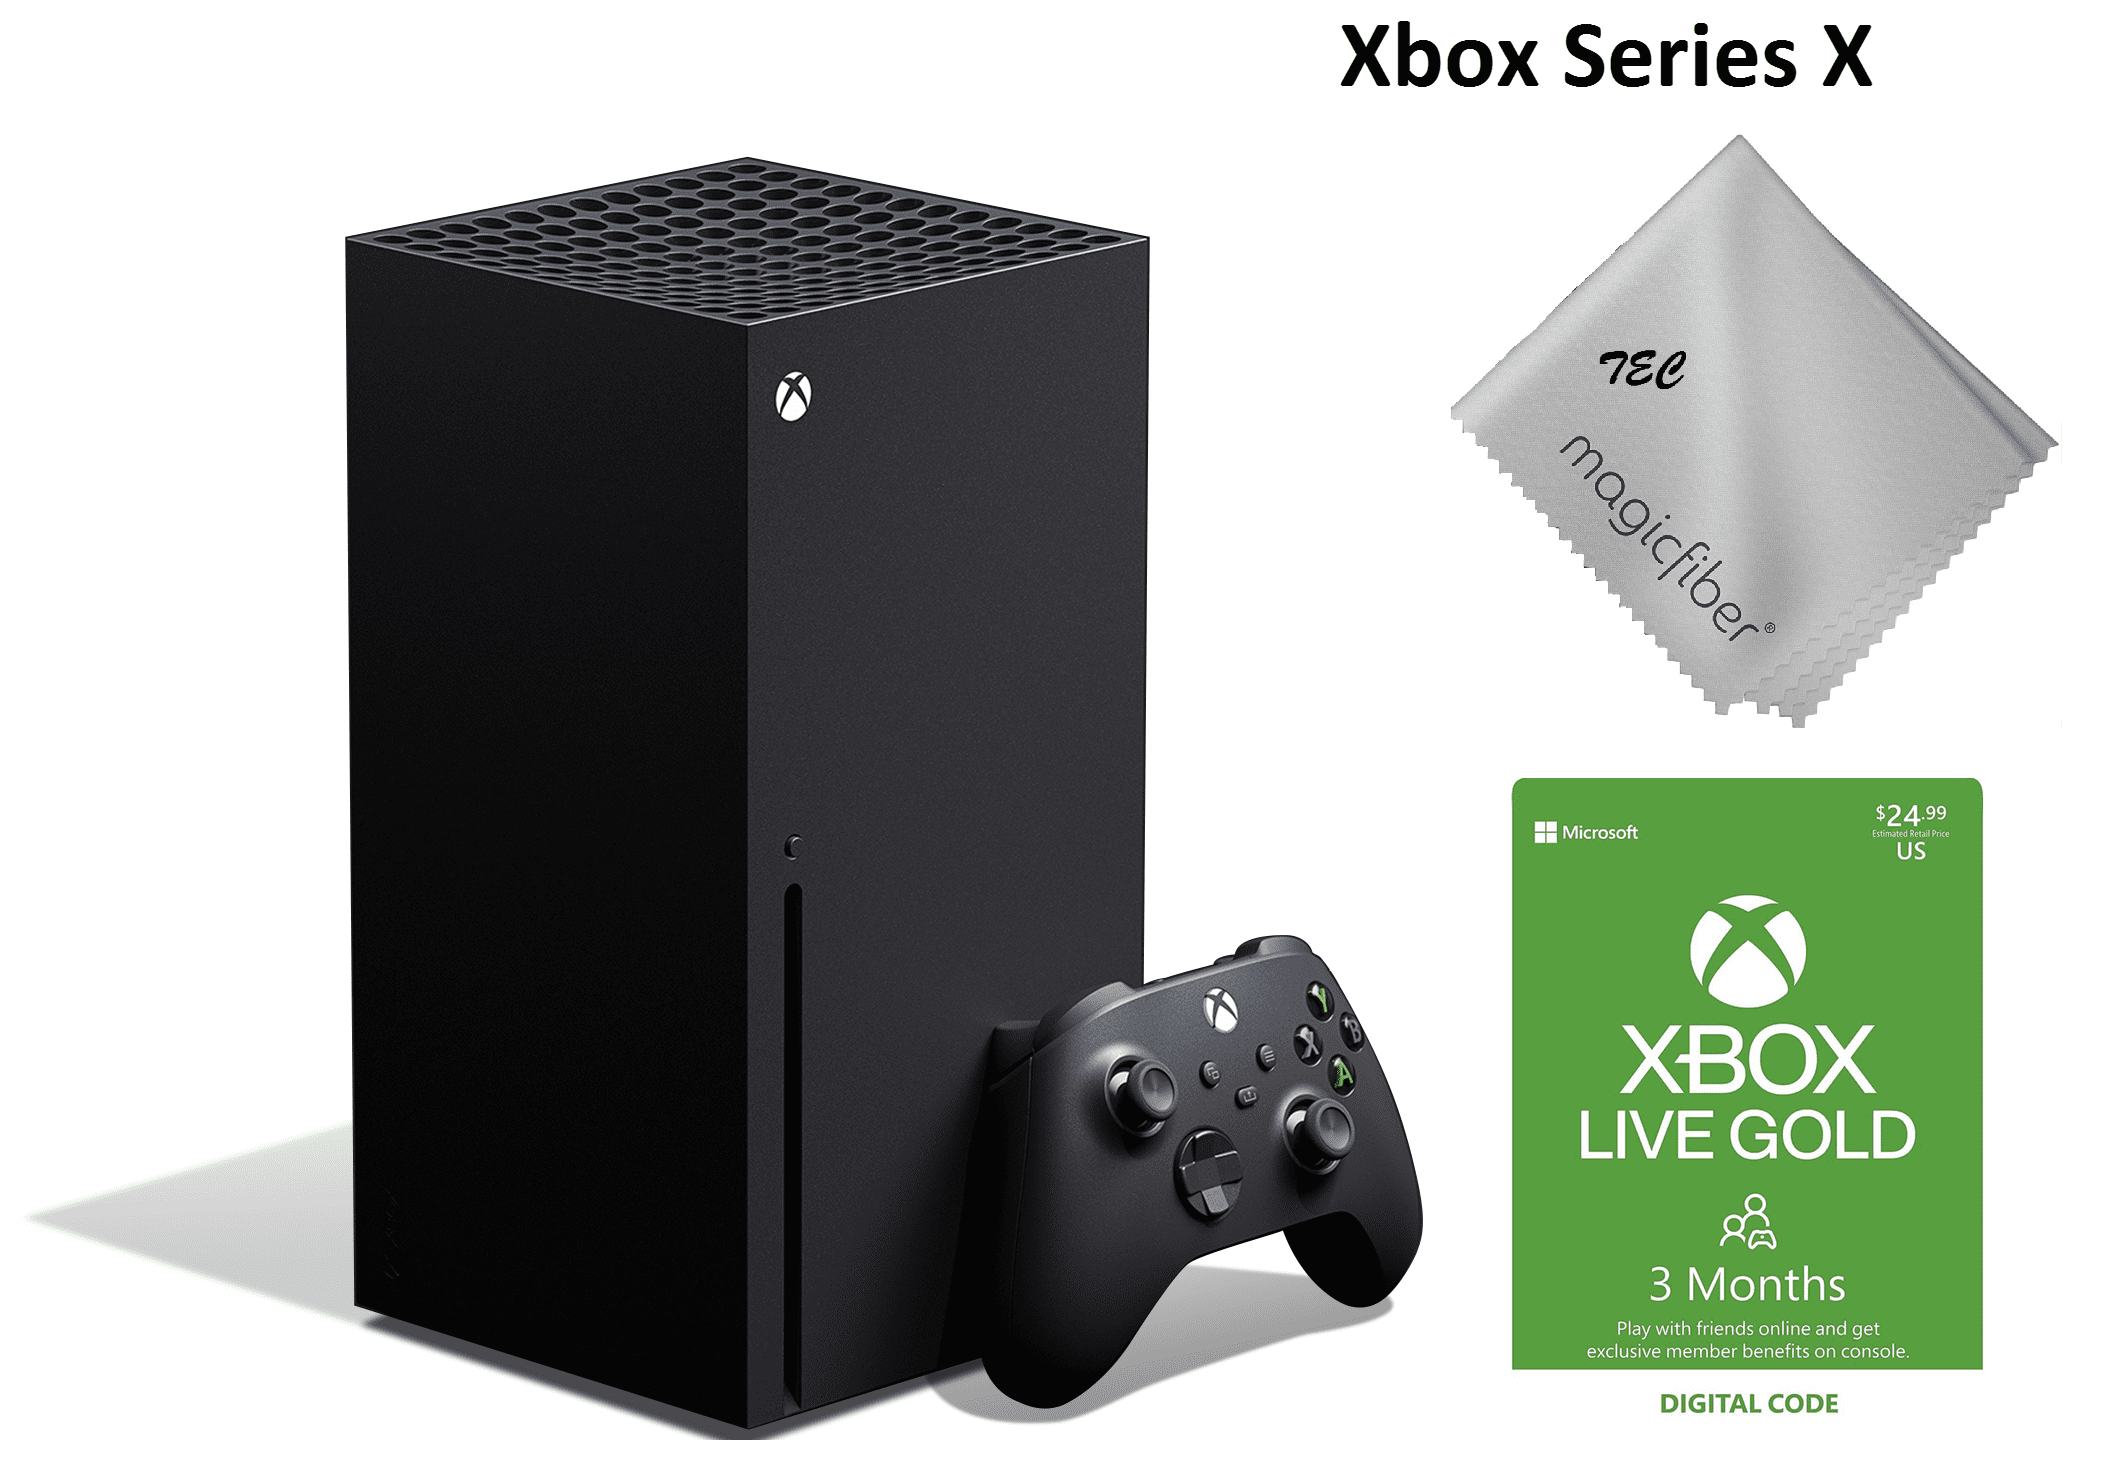 Xbox Series X
TEC
magicfiber®
Microsoft
$24.99
Estimated Retail Price
US
XBOX
LIVE GOLD
3 Months
Play with friends online and get
exclusive member benefits on console.
DIGITAL CODE
Y
B
X
A